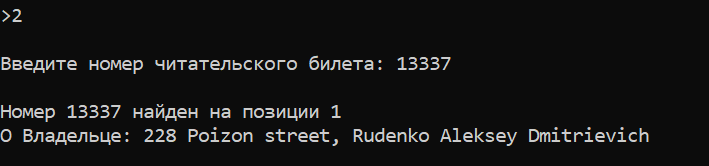 >2
Введите номер читательского билета: 13337
Номер 13337 найден на позиции 1
О Владельце: 228 Poizon street, Rudenko Aleksey Dmitrievich